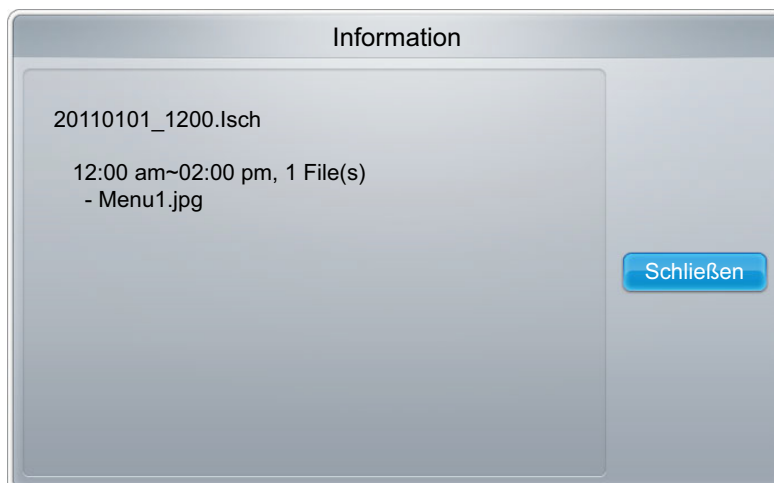 Information
20110101_1200.lsch
12:00 am~02:00 pm, 1 File(s)
- Menu1.jpg
Schließen